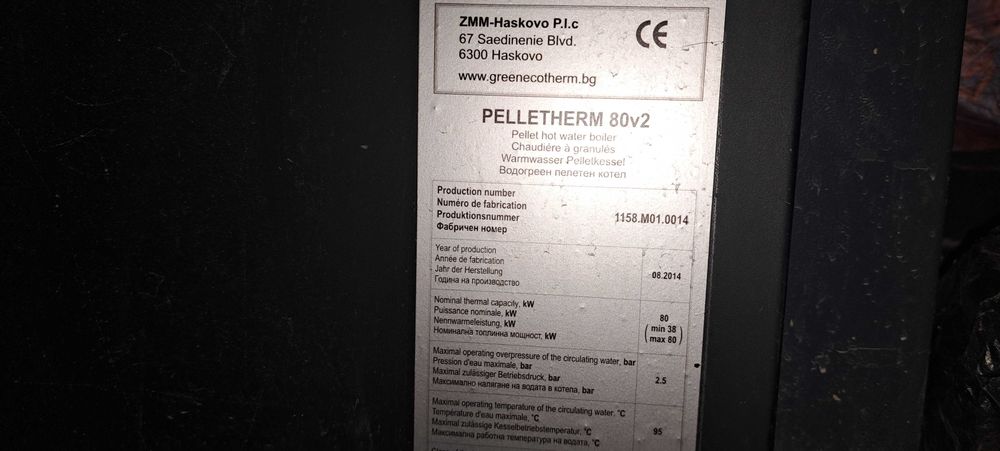 ZMM-Haskovo P.l.c
67 Saedinenie Blvd.
6300 Haskovo
www.greenecotherm.bg
CE
PELLETHERM 80v2
Pellet hot water boiler
Chaudiére à granulés
Warmwasser Pelletkessel
Водогреен пелетен котел
Production number
Numéro de fabrication
Produktionsnummer
Фабричен номер
1158.M01.0014
Year of production
Année de fabrication
Jahr der Herstellung
Година на производство
08.2014
Nominal thermal capacity, kW
Puissance nominale, kW
Nennwarmeleistung, kW
Номинална топлинна мощност, kW
80
( min 38
max 80 )
Maximal operating overpressure of the circulating water, bar
Pression d'eau maximale, bar
Maximal zulässiger Betriebsdruck, bar
Максимално налягане на водата в котела, bar
2.5
Maximal operating temperature of the circulating water, °C
Température d'eau maximale, °C
Maximal zulässige Kesselbetriebstemperatur, °C
Максимална работна температура на водата, °C
95